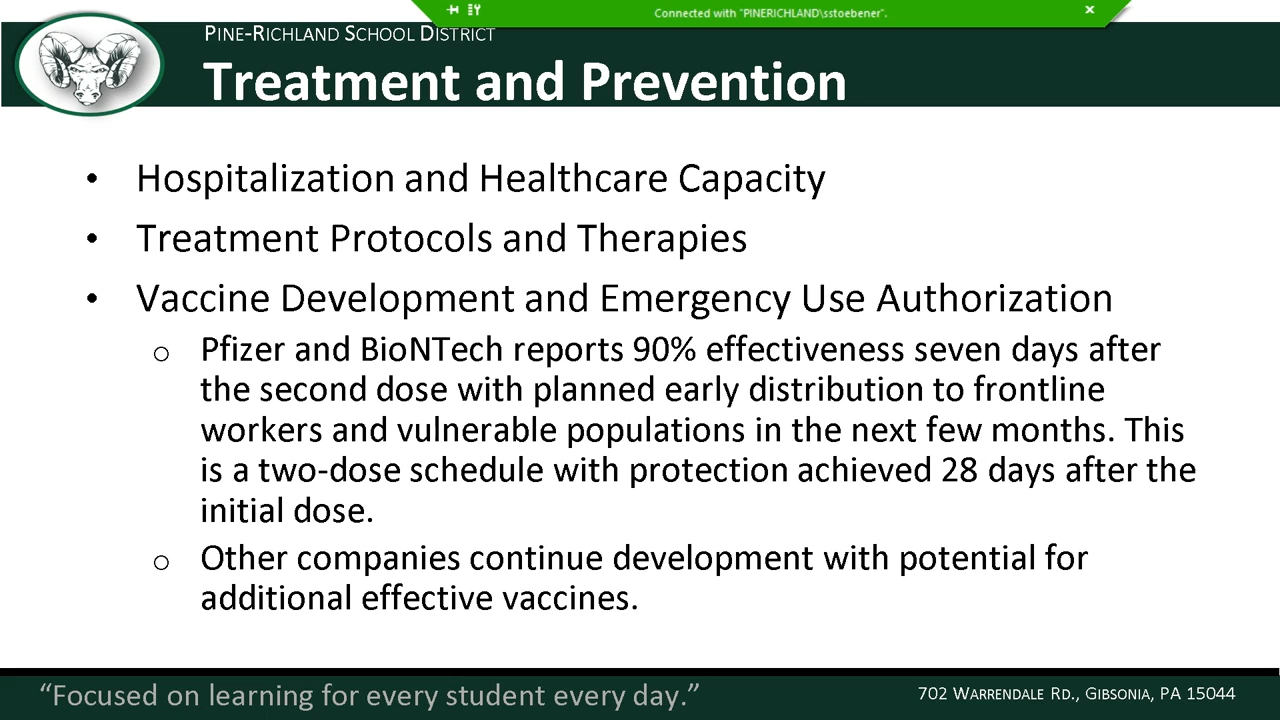 Connected with "PINERICHLAND\sstoebener".
PINE-RICHLAND SCHOOL DISTRICT
Treatment and Prevention
• Hospitalization and Healthcare Capacity
• Treatment Protocols and Therapies
• Vaccine Development and Emergency Use Authorization
o Pfizer and BioNTech reports 90% effectiveness seven days after
the second dose with planned early distribution to frontline
workers and vulnerable populations in the next few months. This
is a two-dose schedule with protection achieved 28 days after the
initial dose.
o Other companies continue development with potential for
additional effective vaccines.
“Focused on learning for every student every day.”
702 WARRENDALE RD., GIBSONIA, PA 15044